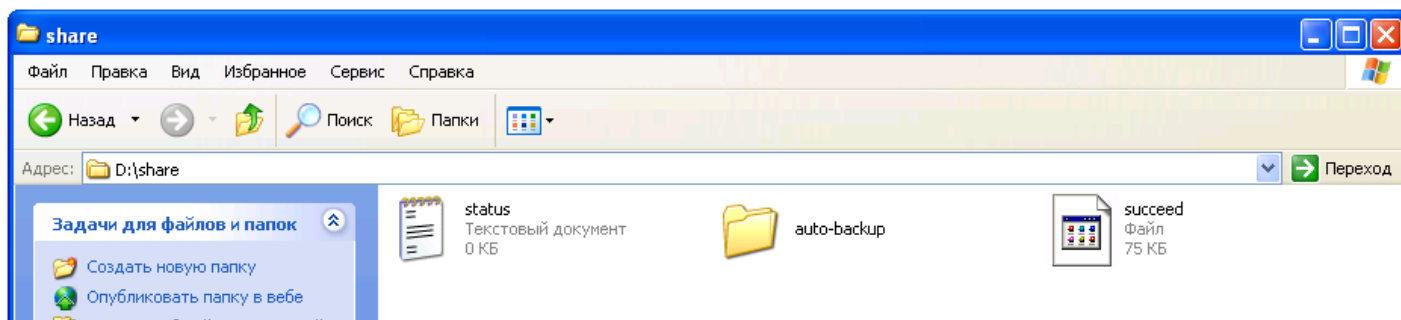 share
Файл Правка Вид Избранное Сервис Справка
Назад Поиск Папки
Адрес: D:\share Переход
Задачи для файлов и папок
Создать новую папку
Опубликовать папку в вебе
status
Текстовый документ
0 КБ
auto-backup
succeed
Файл
75 КБ